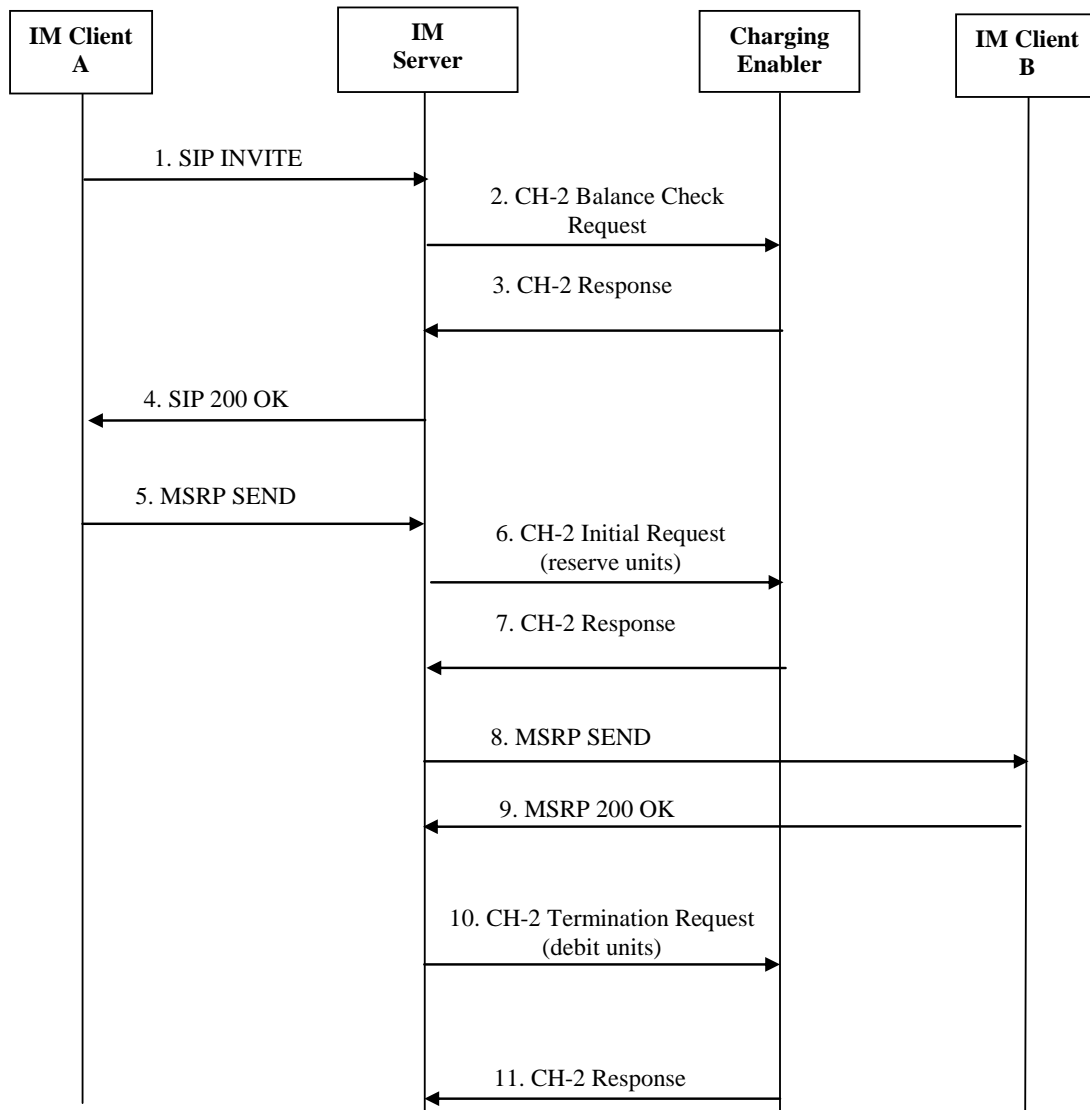 IM Client
A
IM
Server
Charging
Enabler
IM Client
B
1. SIP INVITE
2. CH-2 Balance Check
Request
3. CH-2 Response
4. SIP 200 OK
5. MSRP SEND
6. CH-2 Initial Request
(reserve units)
7. CH-2 Response
8. MSRP SEND
9. MSRP 200 OK
10. CH-2 Termination Request
(debit units)
11. CH-2 Response